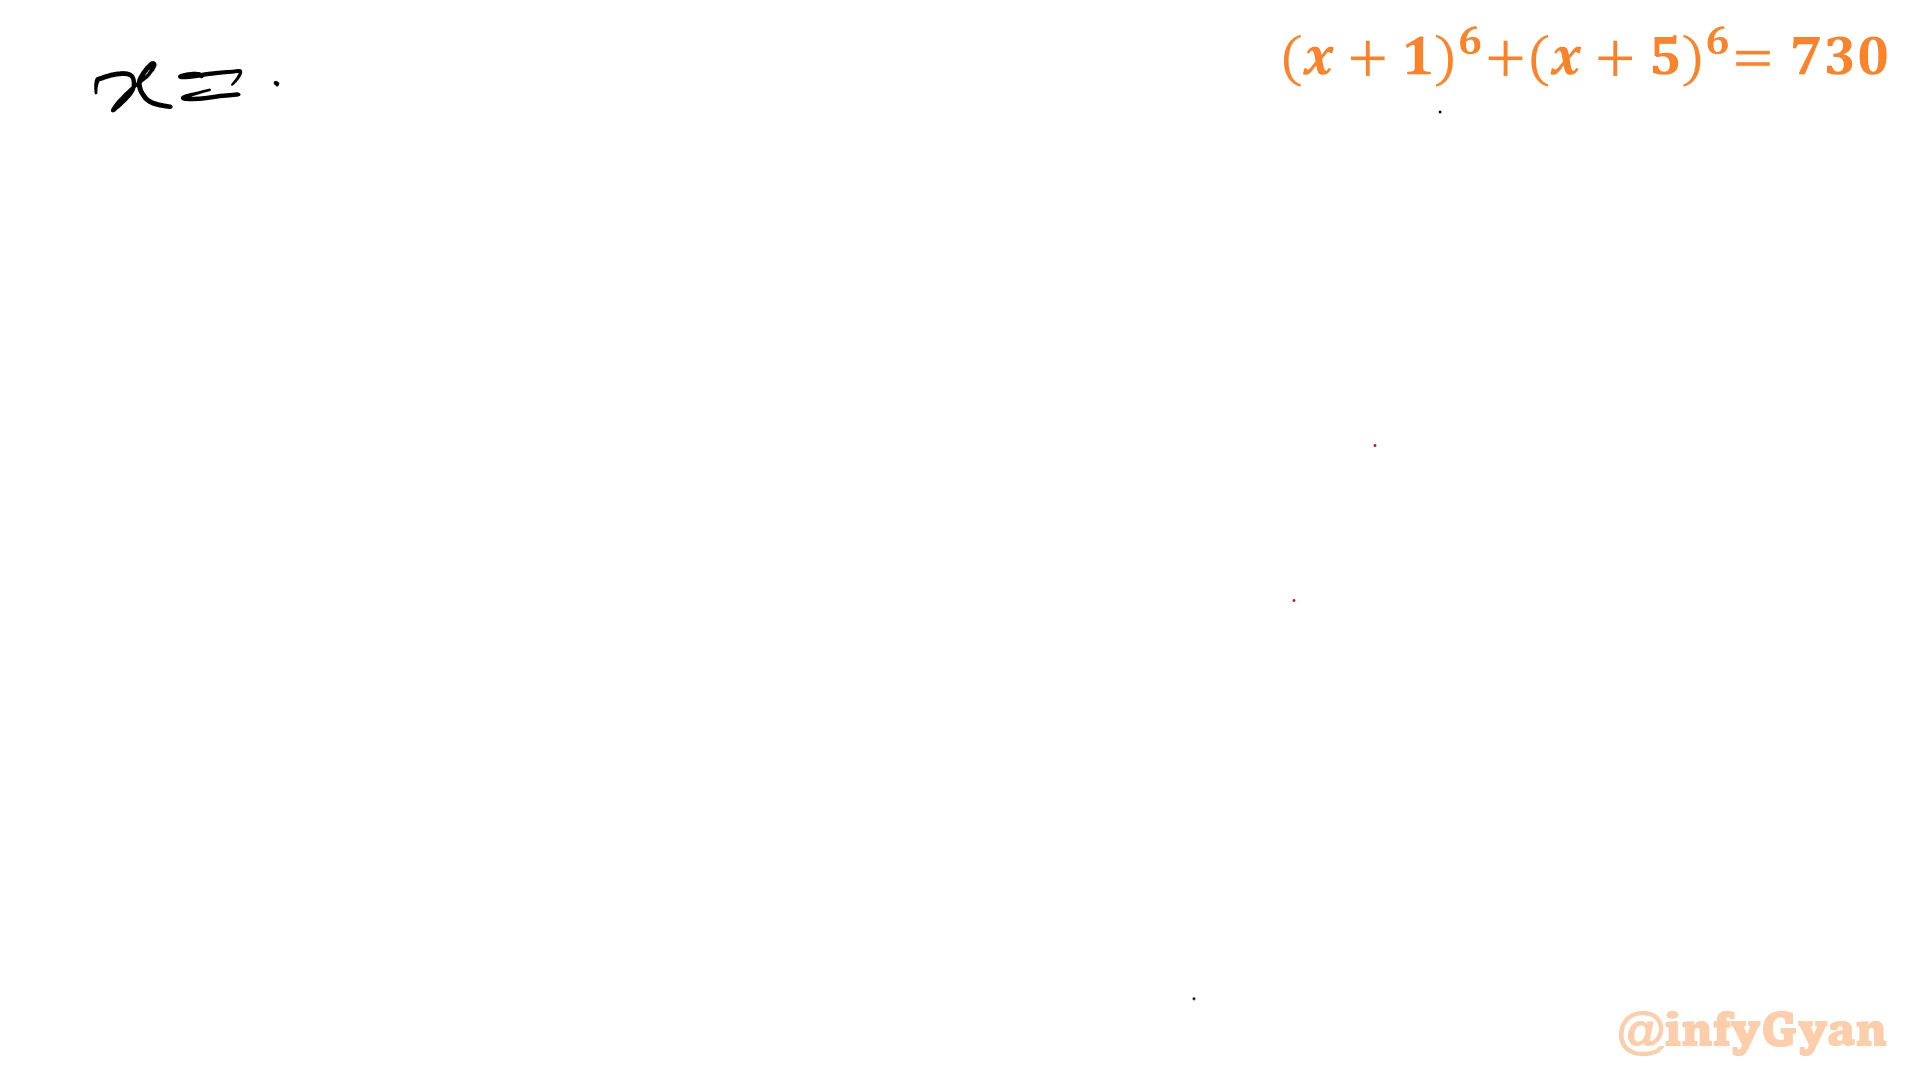 (x + 1)⁶+(x + 5)⁶= 730
x=
@infyGyan